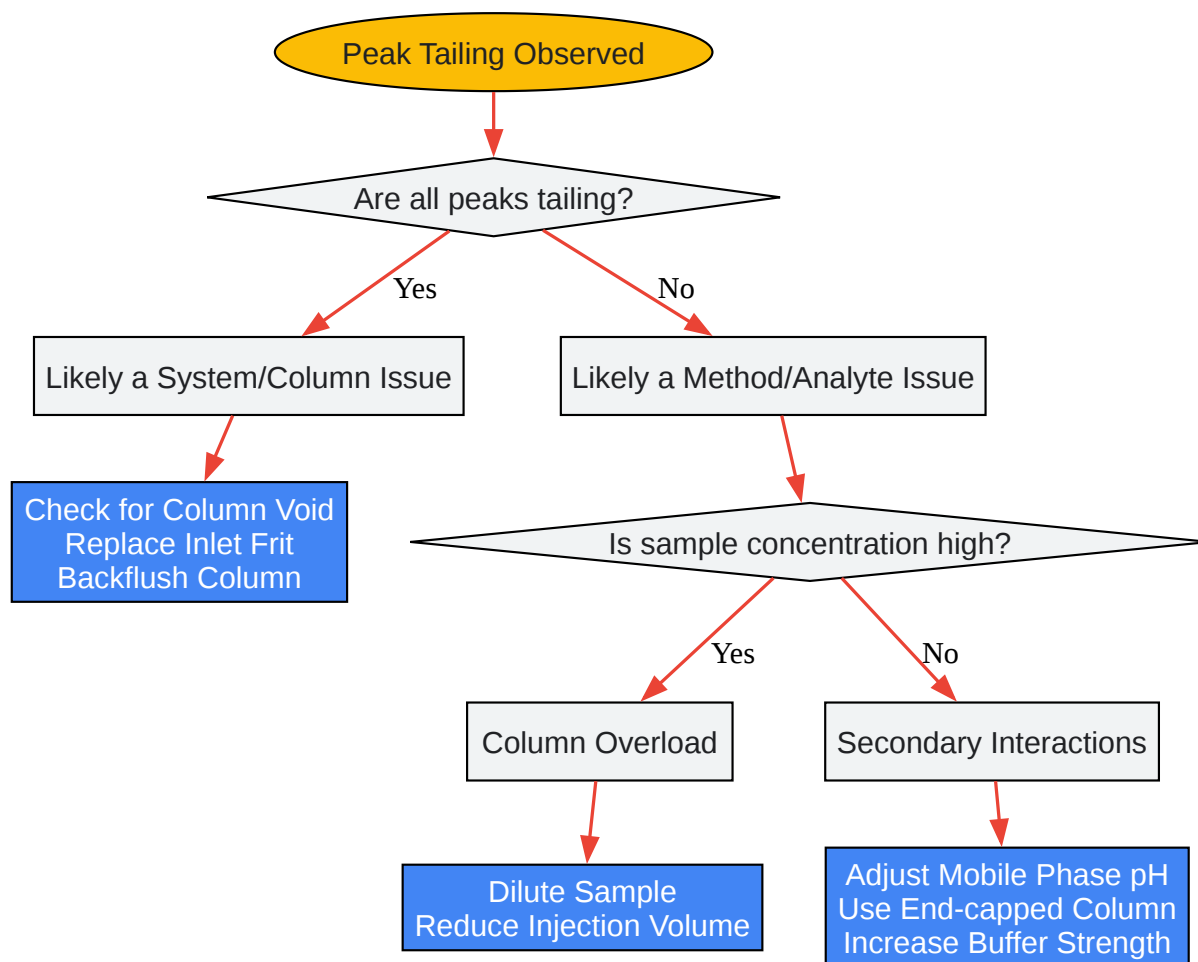 Peak Tailing Observed
Are all peaks tailing?
Yes
No
Likely a System/Column Issue
Likely a Method/Analyte Issue
Check for Column Void
Replace Inlet Frit
Backflush Column
Is sample concentration high?
Yes
No
Column Overload
Secondary Interactions
Dilute Sample
Reduce Injection Volume
Adjust Mobile Phase pH
Use End-capped Column
Increase Buffer Strength